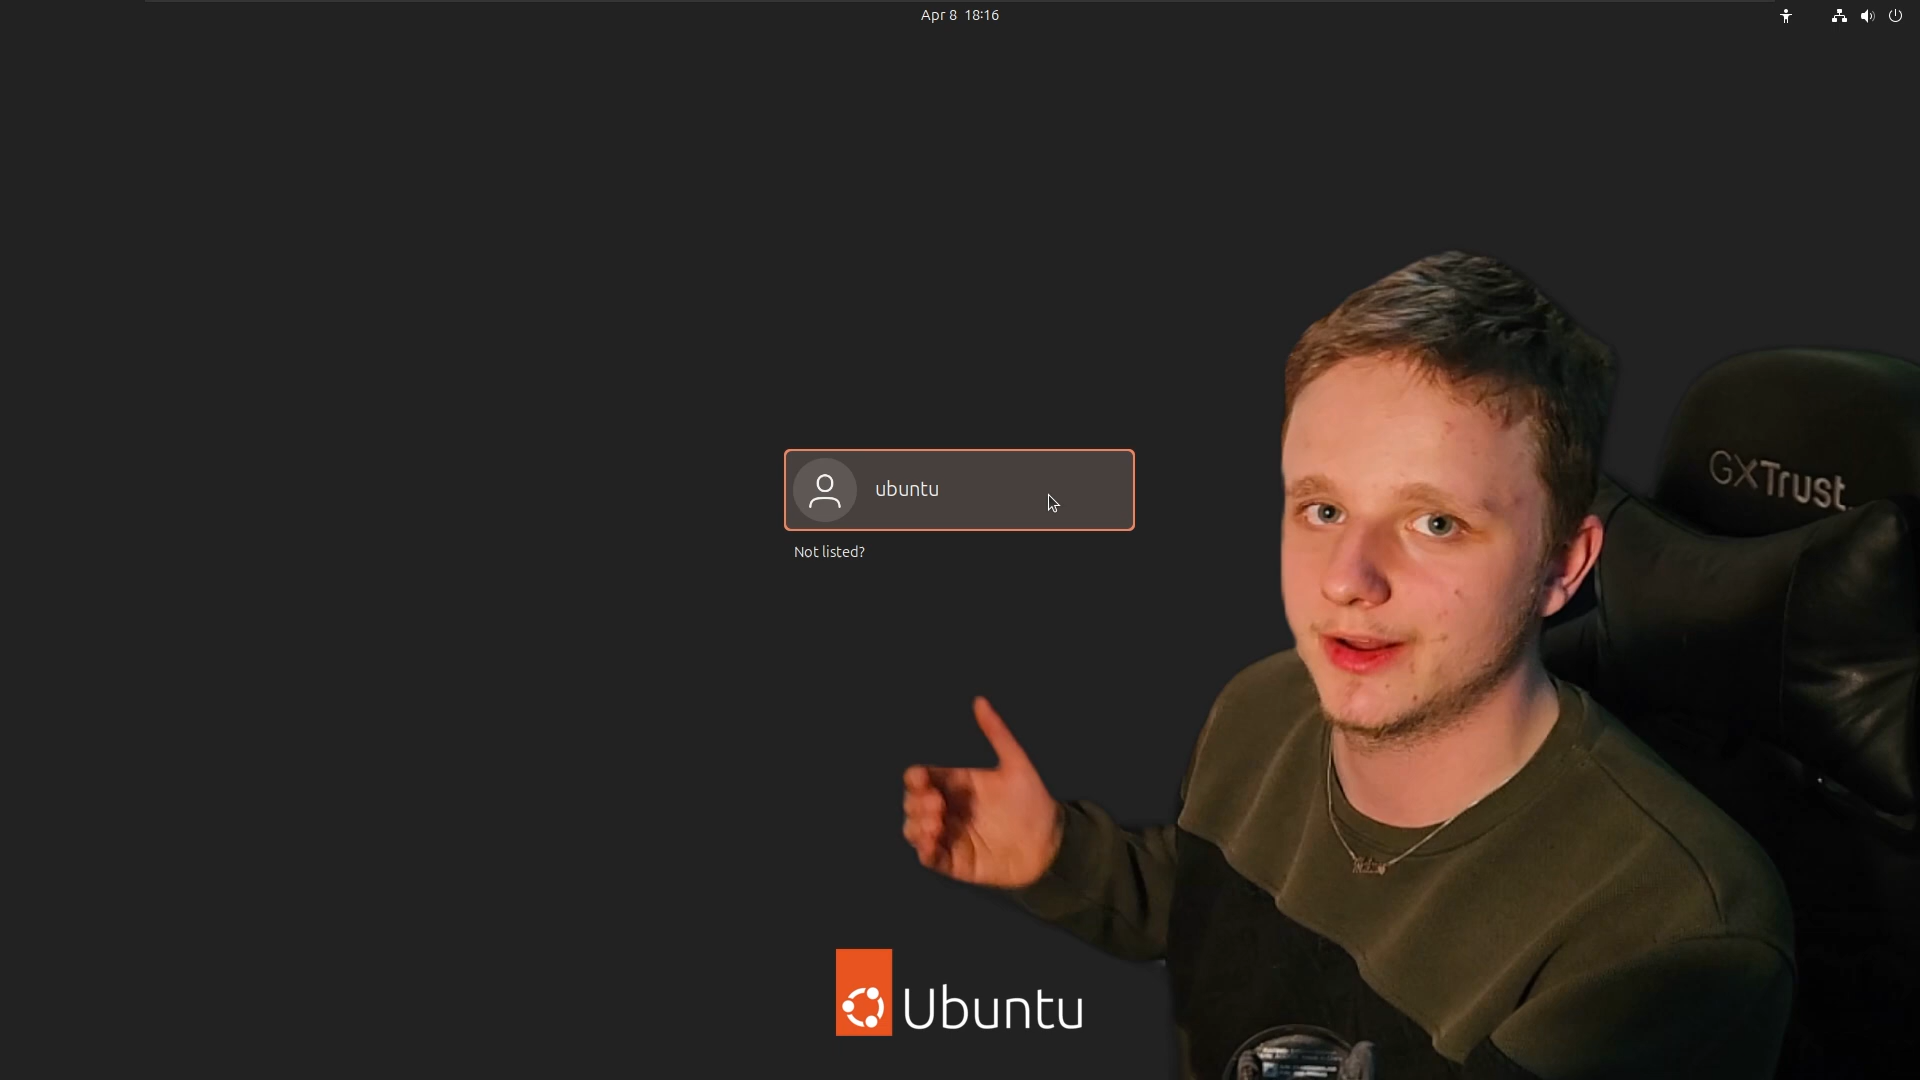 Apr 8 18:16
ubuntu
Not listed?
GXTrust.
Ubuntu